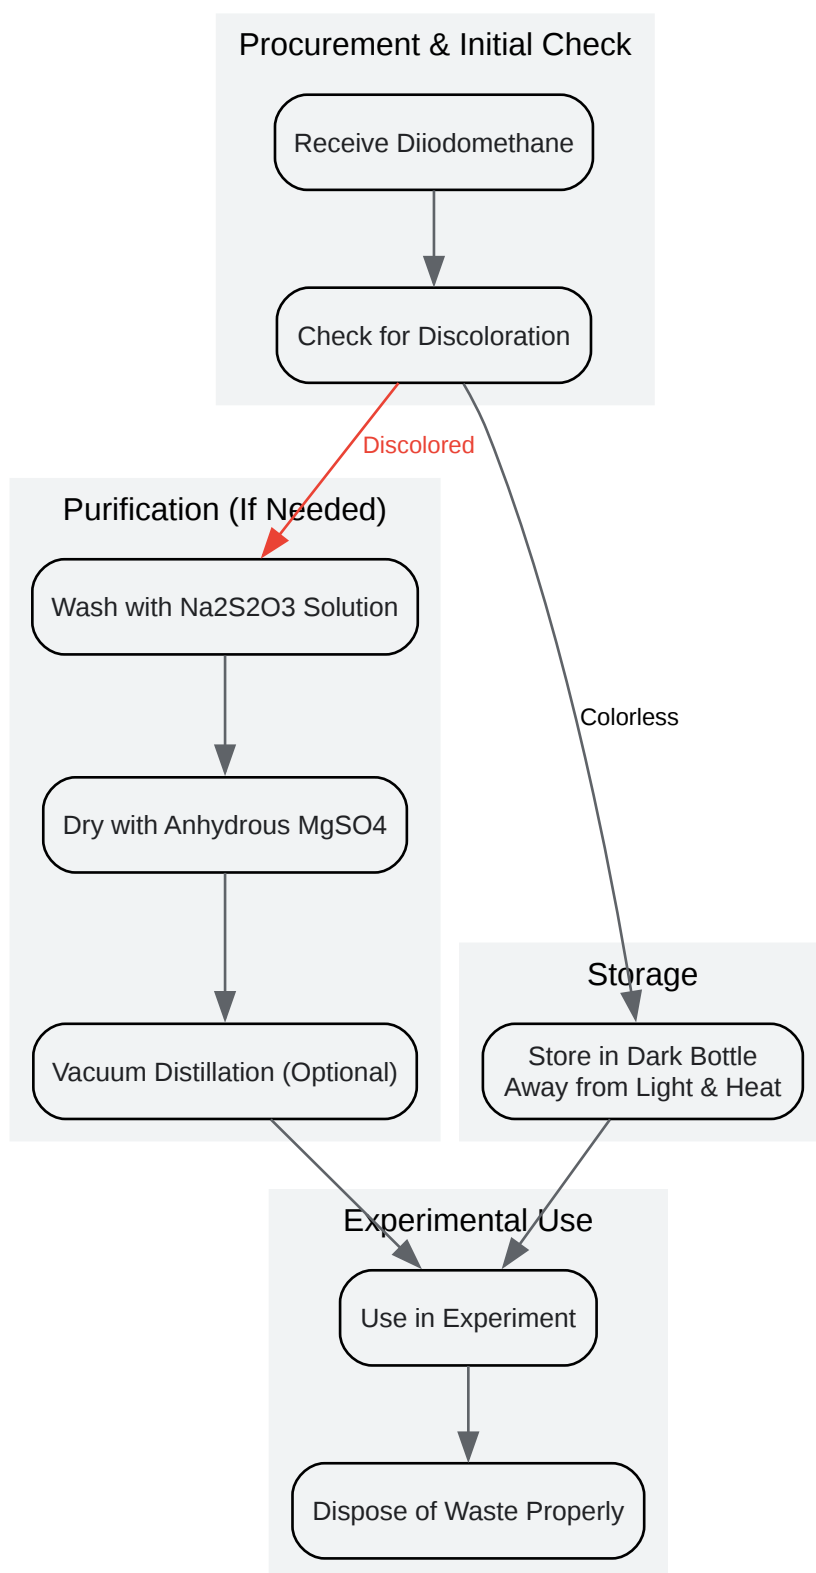 Procurement & Initial Check
Receive Diiodomethane
Check for Discoloration
Discolored
Purification (If Needed)
Wash with Na2S2O3 Solution
Colorless
Dry with Anhydrous MgSO4
Storage
Vacuum Distillation (Optional)
Store in Dark Bottle
Away from Light & Heat
Experimental Use
Use in Experiment
Dispose of Waste Properly